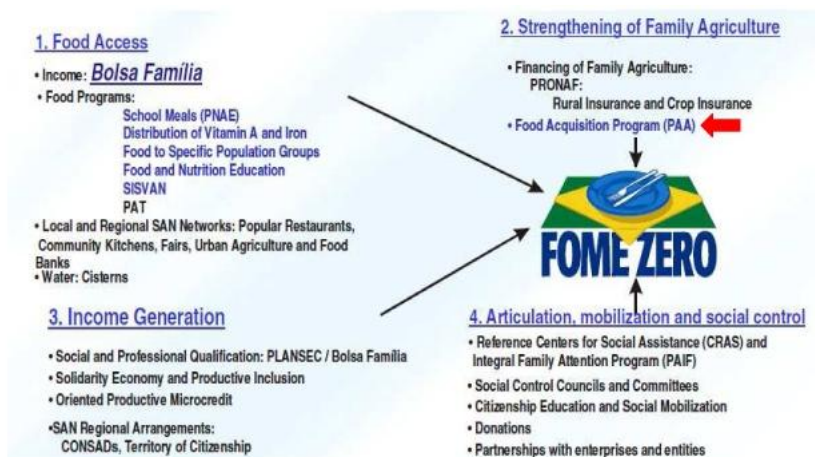 1. Food Access
• Income: Bolsa Família
• Food Programs:
School Meals (PNAE)
Distribution of Vitamin A and Iron
Food to Specific Population Groups
Food and Nutrition Education
SISVAN
PAT
• Local and Regional SAN Networks: Popular Restaurants,
Community Kitchens, Fairs, Urban Agriculture and Food
Banks
• Water: Cisterns
2. Strengthening of Family Agriculture
• Financing of Family Agriculture:
PRONAF:
Rural Insurance and Crop Insurance
• Food Acquisition Program (PAA)
FOME ZERO
3. Income Generation
• Social and Professional Qualification: PLANSEC / Bolsa Família
• Solidarity Economy and Productive Inclusion
• Oriented Productive Microcredit
•SAN Regional Arrangements:
CONSADs, Territory of Citizenship
4. Articulation, mobilization and social control
• Reference Centers for Social Assistance (CRAS) and
Integral Family Attention Program (PAIF)
• Social Control Councils and Committees
• Citizenship Education and Social Mobilization
• Donations
• Partnerships with enterprises and entities